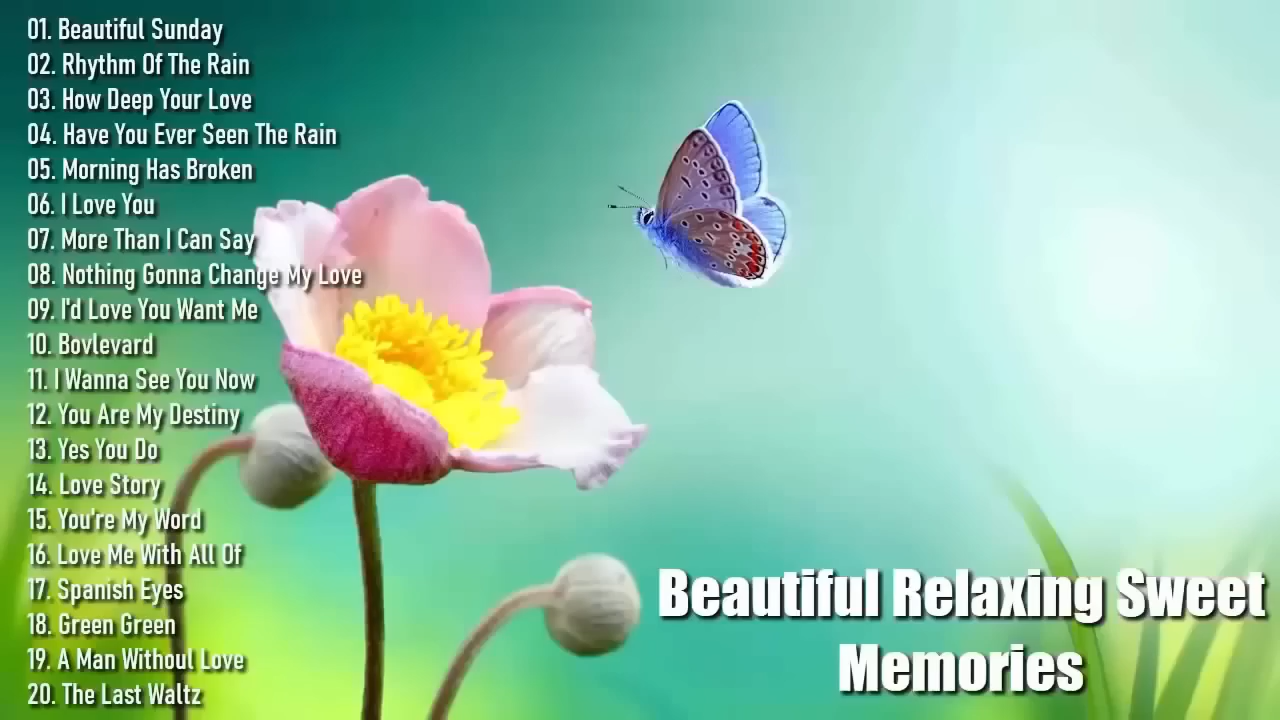 01. Beautiful Sunday
02. Rhythm Of The Rain
03. How Deep Your Love
04. Have You Ever Seen The Rain
05. Morning Has Broken
06. I Love You
07. More Than I Can Say
08. Nothing Gonna Change My Love
09. I'd Love You Want Me
10. Bovlevard
11. I Wanna See You Now
12. You Are My Destiny
13. Yes You Do
14. Love Story
15. You're My Word
16. Love Me With All Of
17. Spanish Eyes
18. Green Green
19. A Man Withoul Love
20. The Last Waltz
Beautiful Relaxing Sweet
Memories